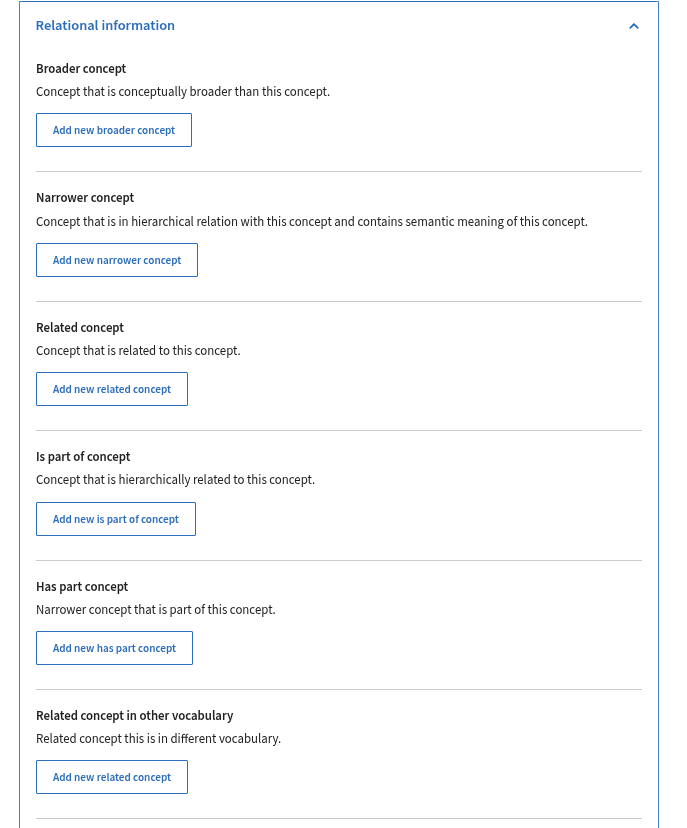 Relational information
Broader concept
Concept that is conceptually broader than this concept.
Add new broader concept
Narrower concept
Concept that is in hierarchical relation with this concept and contains semantic meaning of this concept.
Add new narrower concept
Related concept
Concept that is related to this concept.
Add new related concept
Is part of concept
Concept that is hierarchically related to this concept.
Add new is part of concept
Has part concept
Narrower concept that is part of this concept.
Add new has part concept
Related concept in other vocabulary
Related concept this is in different vocabulary.
Add new related concept